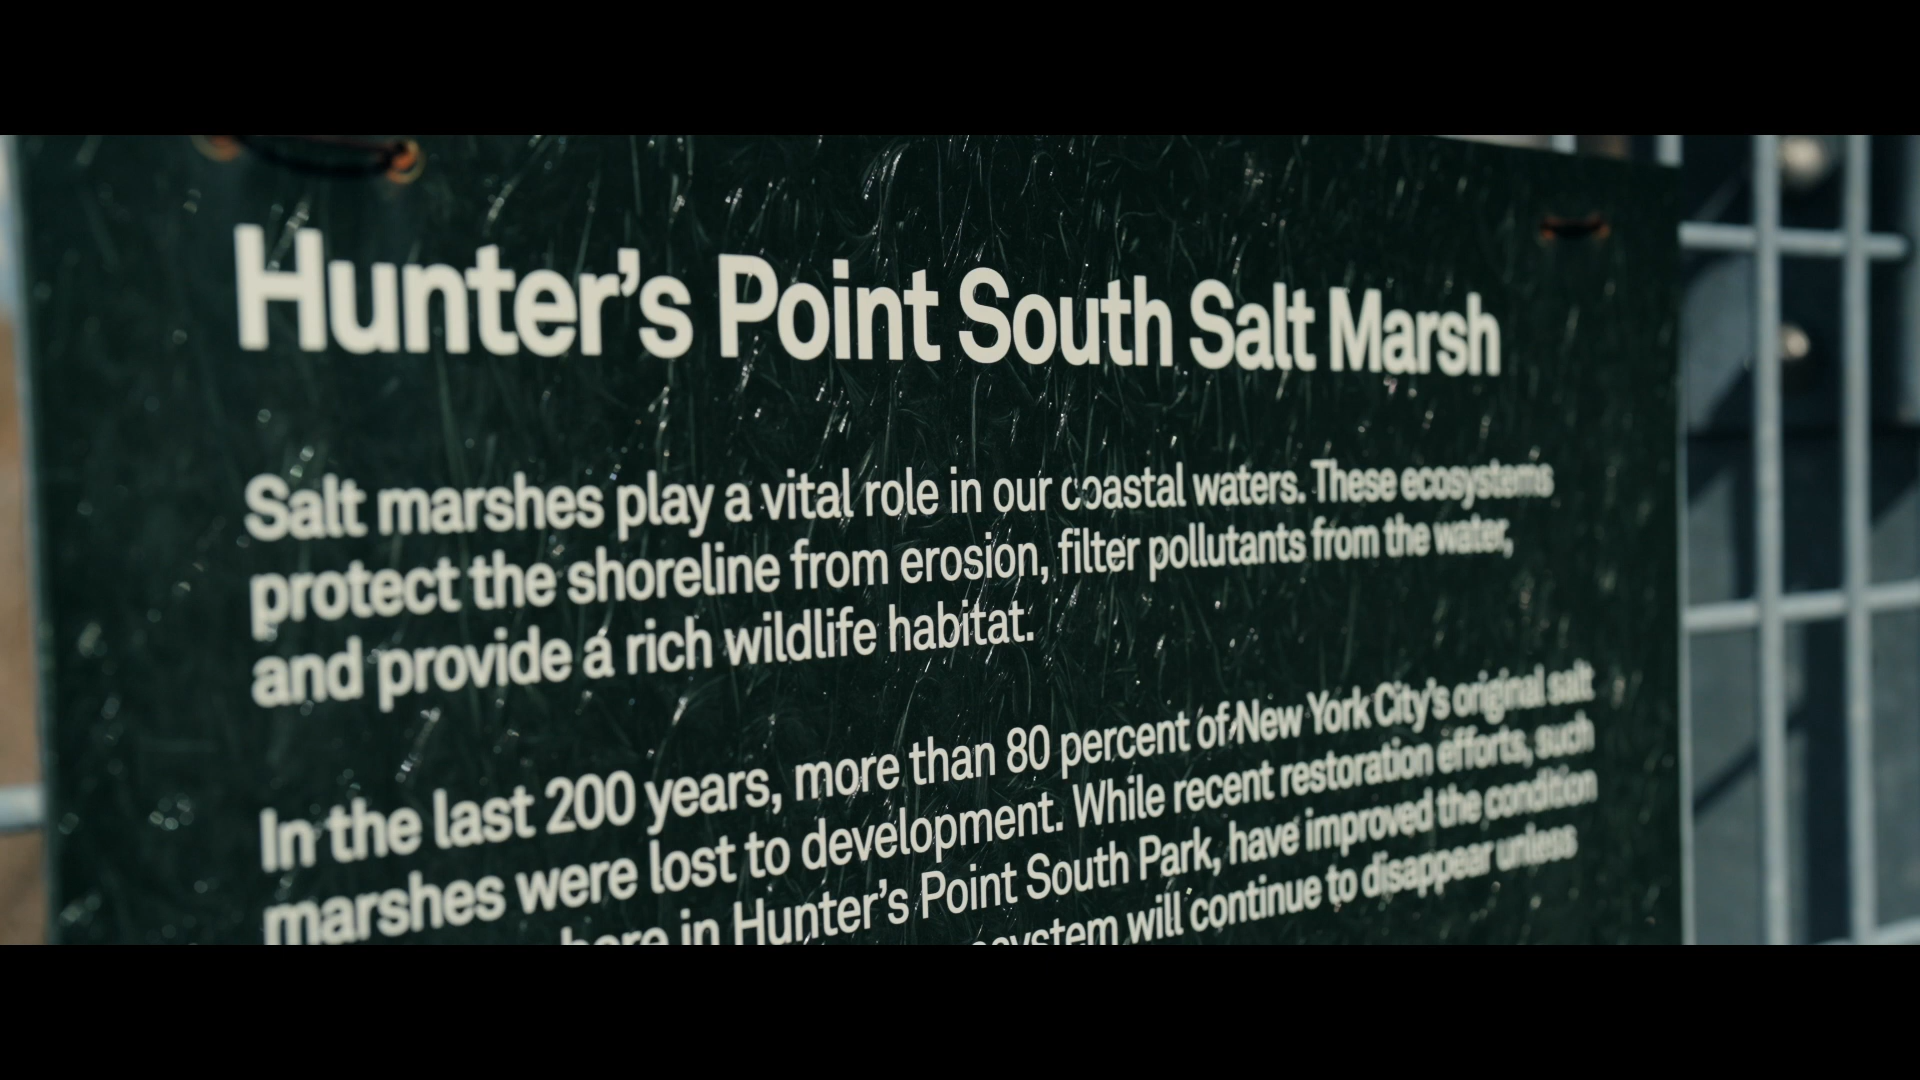 Hunter's Point South Salt Marsh
Salt marshes play a vital role in our coastal waters. These ecosystems
protect the shoreline from erosion, filter pollutants from the water,
and provide a rich wildlife habitat.
In the last 200 years, more than 80 percent of New York City's original salt
marshes were lost to development. While recent restoration efforts, such
here in Hunter's Point South Park, have improved the condition
will continue to disappear unless